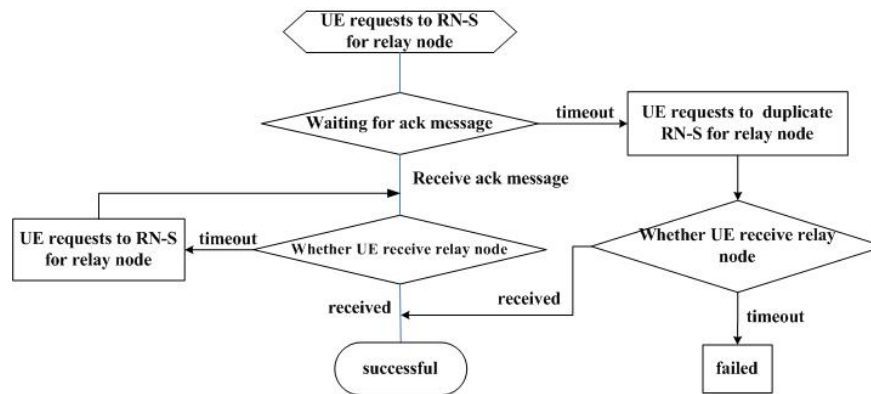 UE requests to RN-S
for relay node
Waiting for ack message
timeout
UE requests to duplicate
RN-S for relay node
Receive ack message
UE requests to RN-S
for relay node
timeout
Whether UE receive relay node
Whether UE receive relay
node
received
received
timeout
successful
failed